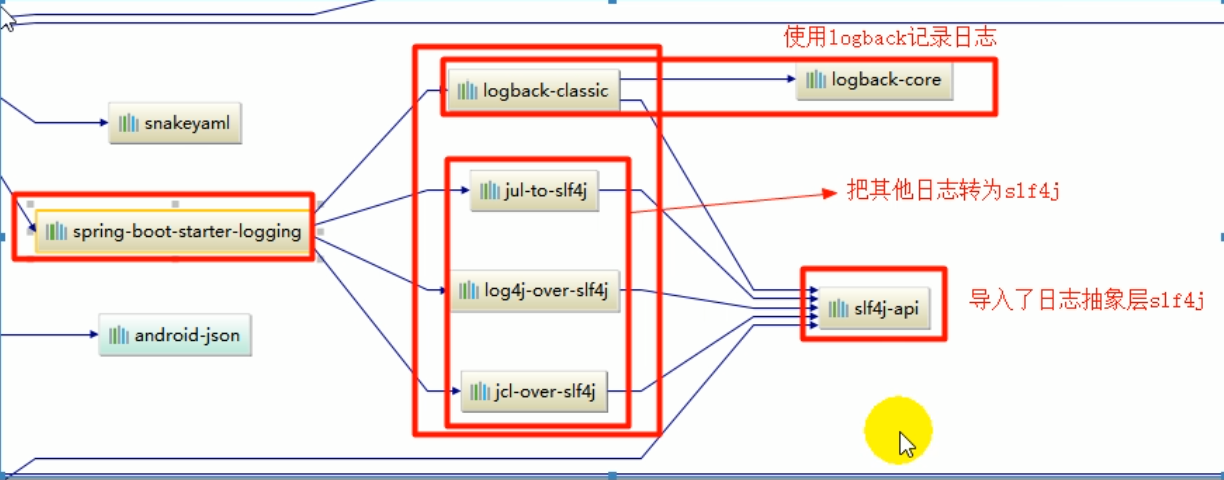 使用logback记录日志
logback-classic
logback-core
snakeyaml
jul-to-slf4j
把其他日志转为slf4j
spring-boot-starter-logging
log4j-over-slf4j
slf4j-api
导入了日志抽象层slf4j
android-json
jcl-over-slf4j